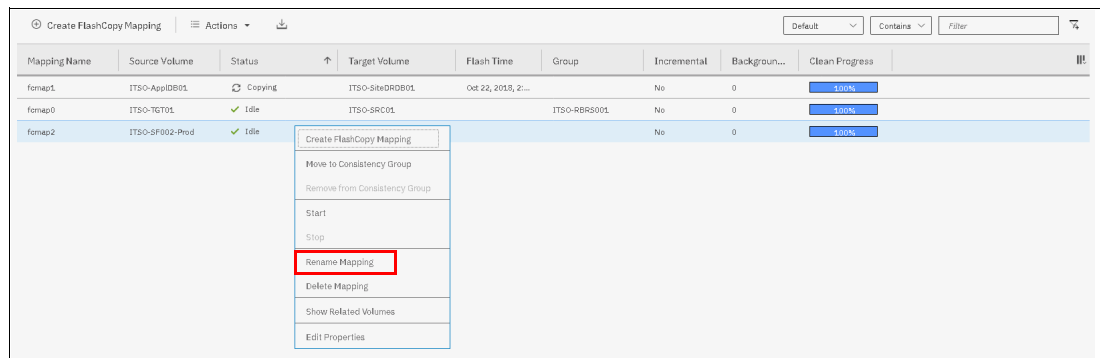 Create FlashCopy Mapping Actions Default Contains Filter
Mapping Name Source Volume Status Target Volume Flash Time Group Incremental Backgroun... Clean Progress
fcmap1 ITSO-ApplDB01 Copying ITSO-SiteDRDB01 Oct 22, 2018, 2:... No 0 100%
fcmap0 ITSO-TGT01 Idle ITSO-SRC01 ITSO-RBRS001 No 0 100%
fcmap2 ITSO-SF002-Prod Idle No 0 100%
Create FlashCopy Mapping
Move to Consistency Group
Remove from Consistency Group
Start
Stop
Rename Mapping
Delete Mapping
Show Related Volumes
Edit Properties